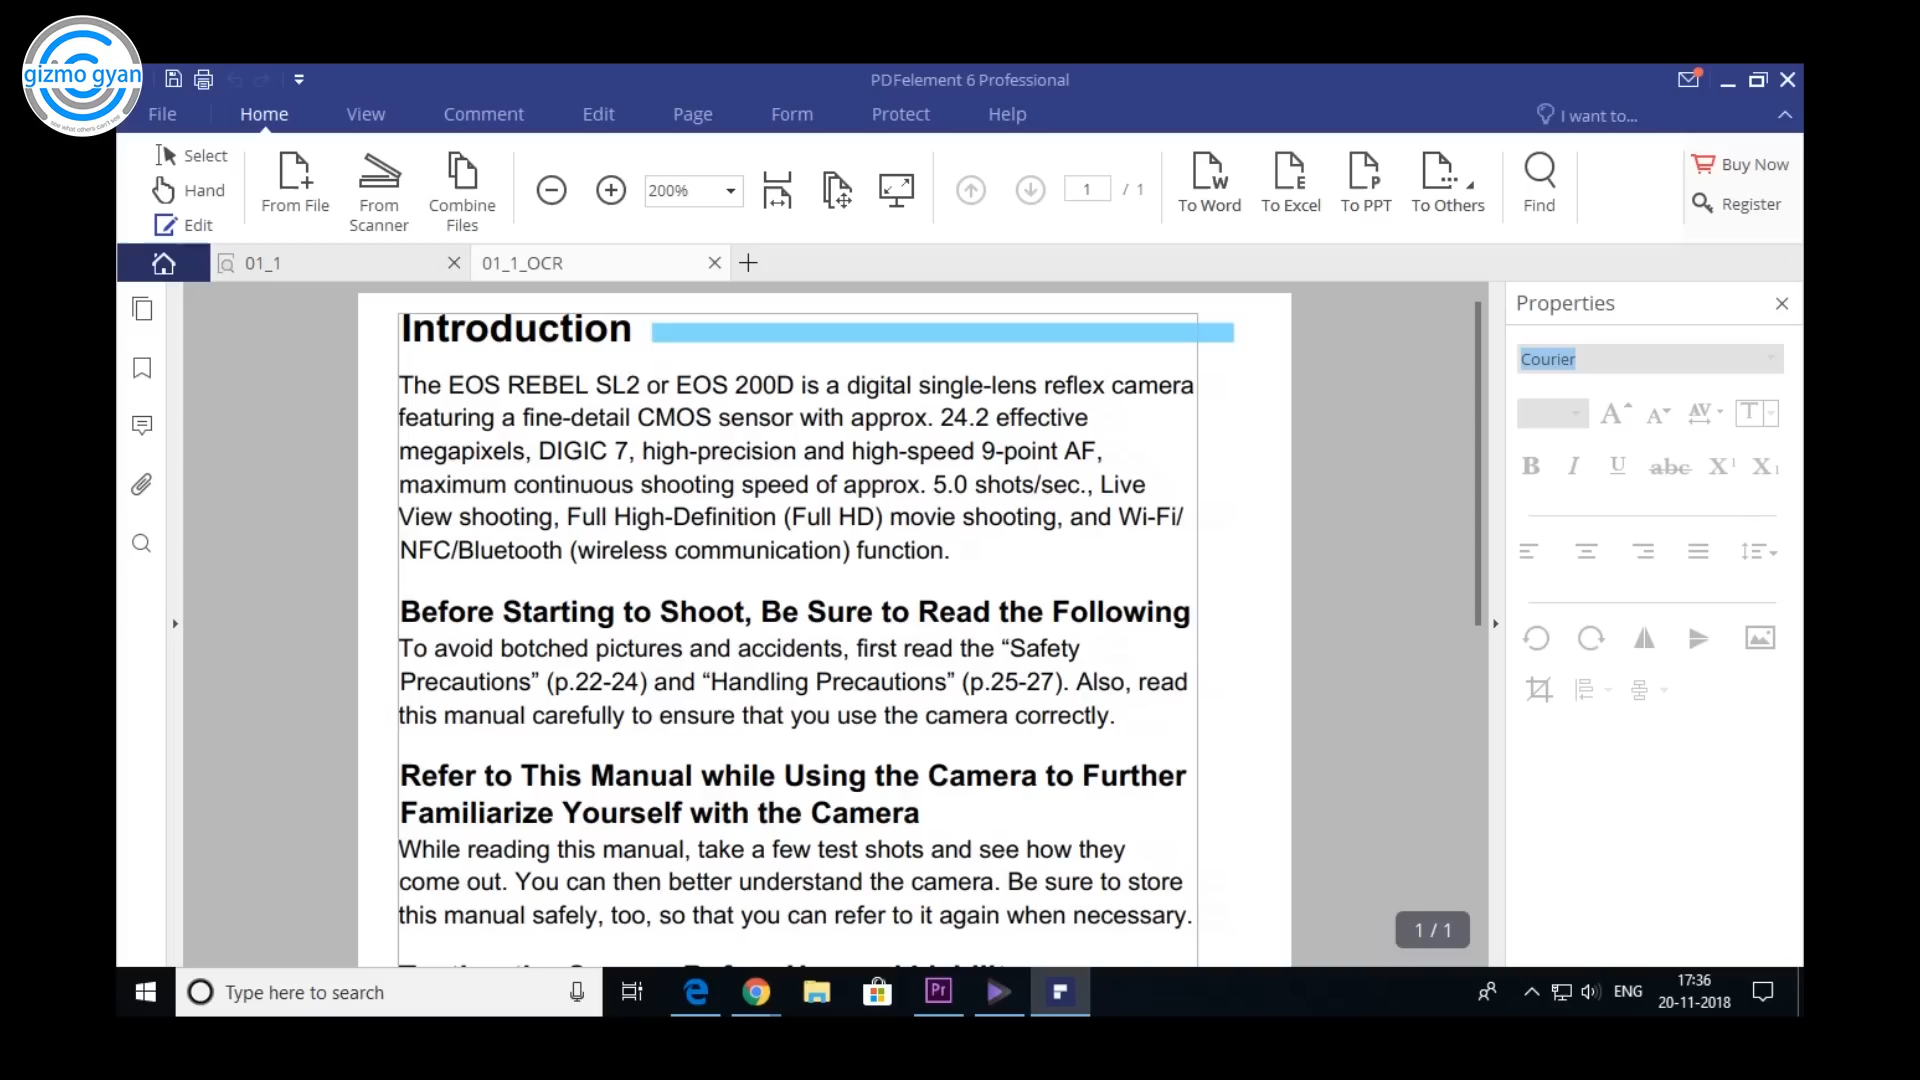 gizmo gyan
see what others can't see
PDFelement 6 Professional
File Home View Comment Edit Page Form Protect Help I want to...
Select
Hand
Edit
From File
From Scanner
Combine Files
200%
1 / 1
To Word
To Excel
To PPT
To Others
Find
Buy Now
Register
01_1
01_1_OCR
Introduction
The EOS REBEL SL2 or EOS 200D is a digital single-lens reflex camera
featuring a fine-detail CMOS sensor with approx. 24.2 effective
megapixels, DIGIC 7, high-precision and high-speed 9-point AF,
maximum continuous shooting speed of approx. 5.0 shots/sec., Live
View shooting, Full High-Definition (Full HD) movie shooting, and Wi-Fi/
NFC/Bluetooth (wireless communication) function.
Before Starting to Shoot, Be Sure to Read the Following
To avoid botched pictures and accidents, first read the “Safety
Precautions” (p.22-24) and “Handling Precautions” (p.25-27). Also, read
this manual carefully to ensure that you use the camera correctly.
Refer to This Manual while Using the Camera to Further
Familiarize Yourself with the Camera
While reading this manual, take a few test shots and see how they
come out. You can then better understand the camera. Be sure to store
this manual safely, too, so that you can refer to it again when necessary.
1 / 1
Properties
Courier
Type here to search
ENG
17:36
20-11-2018